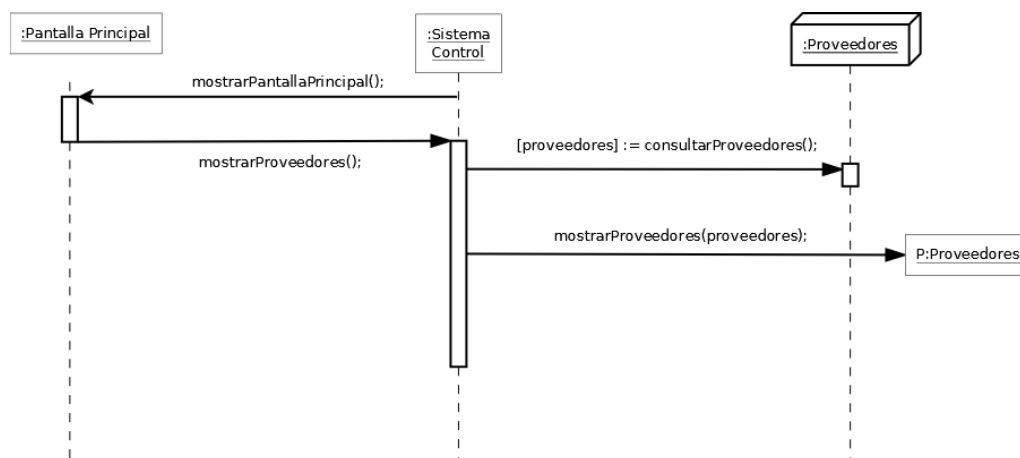 :Pantalla Principal
:Sistema
Control
:Proveedores
mostrarPantallaPrincipal();
mostrarProveedores();
[proveedores] := consultarProveedores();
mostrarProveedores(proveedores);
P:Proveedores